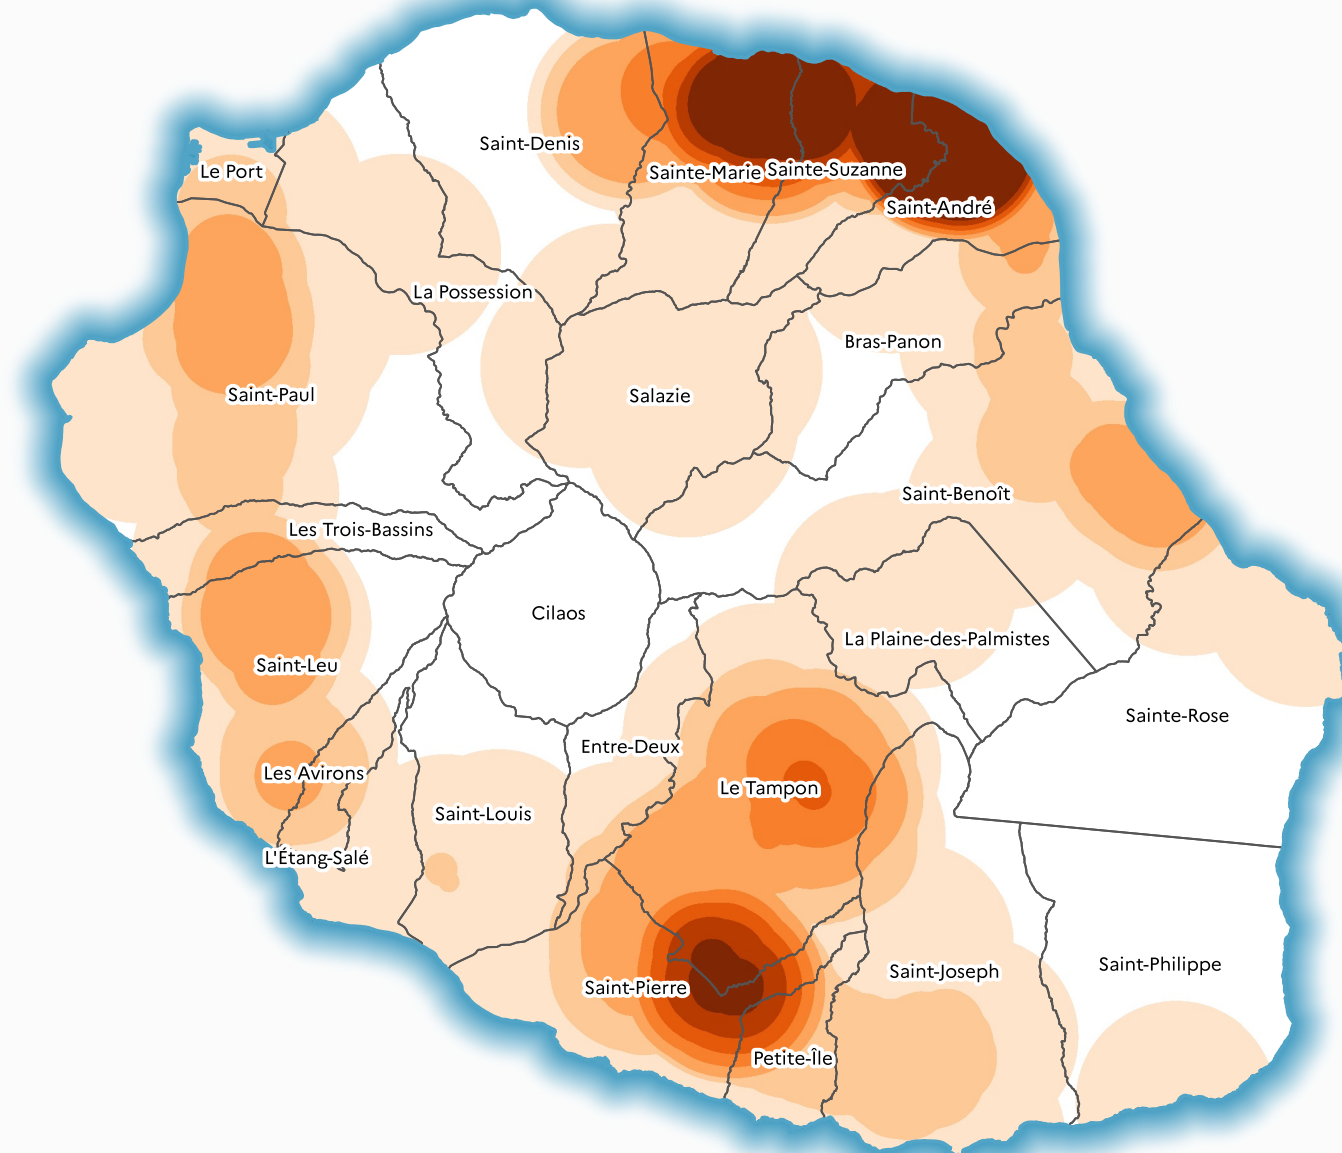 Saint-Denis
Le Port
Sainte-Marie
Sainte-Suzanne
Saint-André
La Possession
Bras-Panon
Saint-Paul
Salazie
Saint-Benoît
Les Trois-Bassins
Cilaos
La Plaine-des-Palmistes
Saint-Leu
Sainte-Rose
Entre-Deux
Les Avirons
Le Tampon
Saint-Louis
L'Étang-Salé
Saint-Philippe
Saint-Joseph
Saint-Pierre
Petite-Île